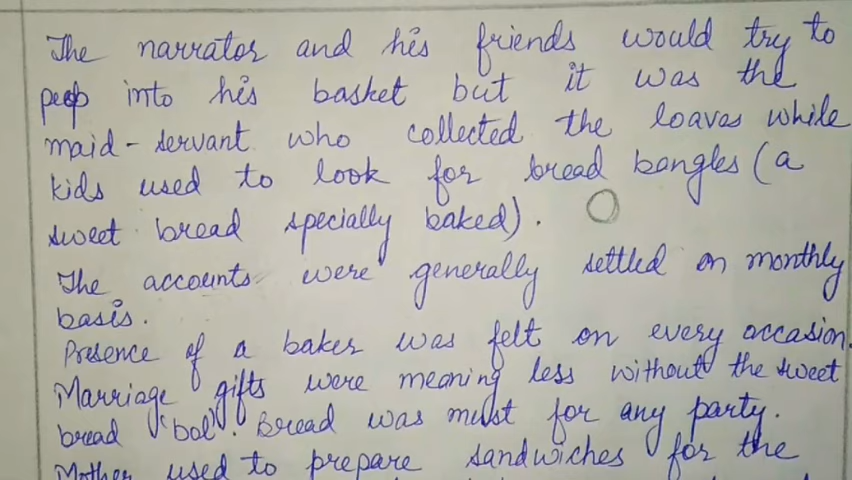 The narrator and his friends would try to
peep into his basket but it was the
maid - servant who collected the loaves while
kids used to look for bread bangles (a
sweet bread specially baked).
The accounts were generally settled on monthly
basis.
Presence of a baker was felt on every occasion.
Marriage gifts were meaning less without the sweet
bread 'bol'. Bread was must for any party.
Mother used to prepare sandwiches for the